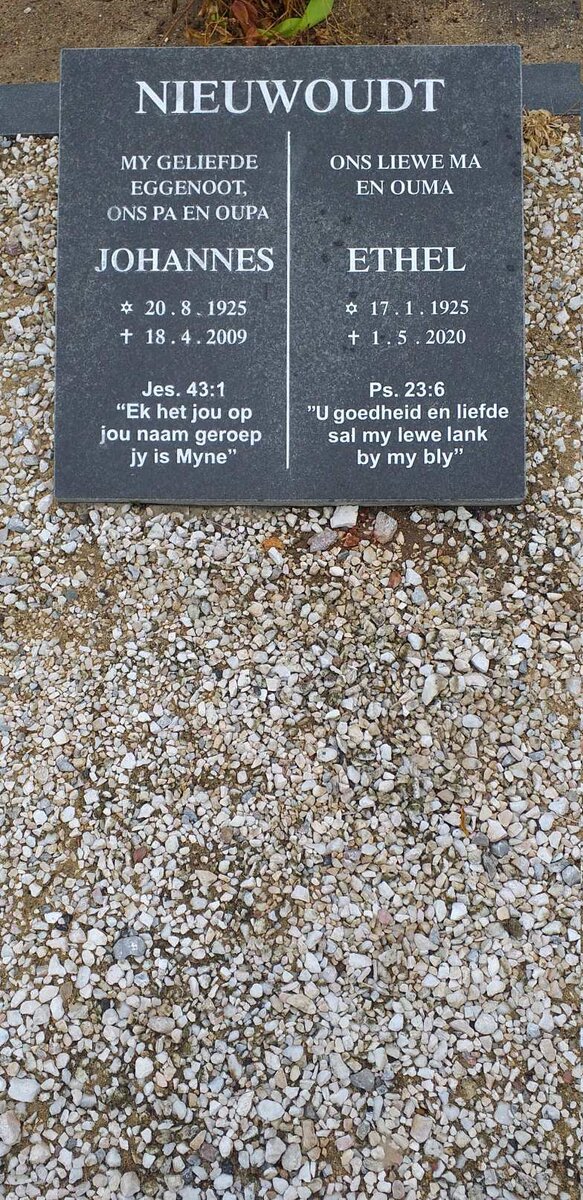 NIEUWOUDT
MY GELIEFDE
EGGENOOT,
ONS PA EN OUPA
JOHANNES
✡ 20 . 8 . 1925
✝ 18 . 4 . 2009
Jes. 43:1
“Ek het jou op
jou naam geroep
jy is Myne”
ONS LIEWE MA
EN OUMA
ETHEL
✡ 17 . 1 . 1925
✝ 1 . 5 . 2020
Ps. 23:6
”U goedheid en liefde
sal my lewe lank
by my bly”